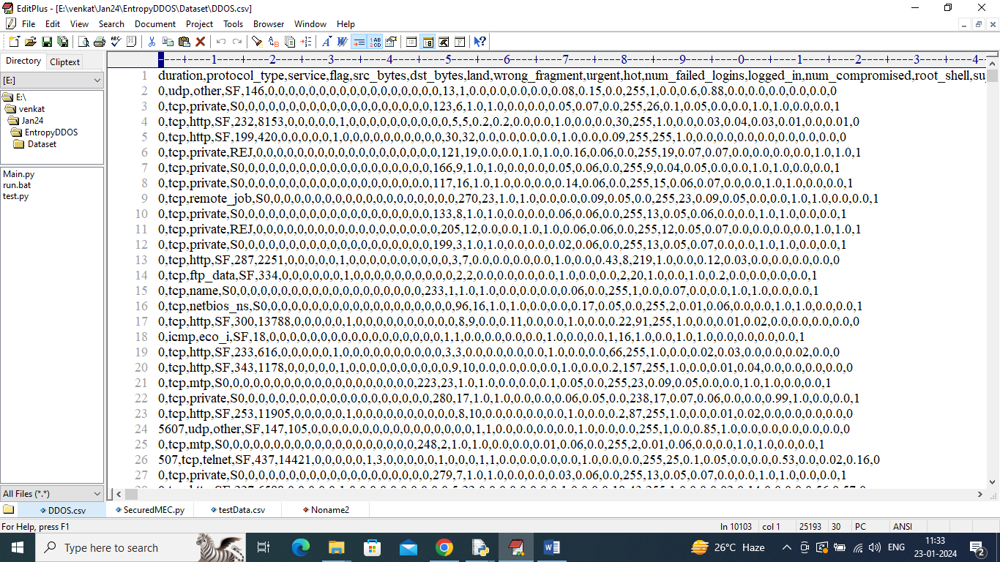 EditPlus - [E:\venkat\Jan24\EntropyDDOS\Dataset\DDOS.csv]
File Edit View Search Document Project Tools Browser Window Help
Directory Cliptext
[E:]
E:\
venkat
Jan24
EntropyDDOS
Dataset
Main.py
run.bat
test.py
All Files (*.*)
----+----1----+----2----+----3----+----4----+----5----+----6----+----7----+----8----+----9----+----0----+----1----+----2----+----3----+----4-
1 duration,protocol_type,service,flag,src_bytes,dst_bytes,land,wrong_fragment,urgent,hot,num_failed_logins,logged_in,num_compromised,root_shell,su
2 0,udp,other,SF,146,0,0,0,0,0,0,0,0,0,0,0,0,0,0,0,0,13,1,0.0,0.0,0.0,0.0,0.08,0.15,0.0,255,1,0.0,0.6,0.88,0.0,0.0,0.0,0.0,0.0,0
3 0,tcp,private,S0,0,0,0,0,0,0,0,0,0,0,0,0,0,0,0,0,0,123,6,1.0,1.0,0.0,0.0,0.05,0.07,0.0,255,26,0.1,0.05,0.0,0.0,1.0,1.0,0.0,0.0,1
4 0,tcp,http,SF,232,8153,0,0,0,0,0,1,0,0,0,0,0,0,0,0,0,5,5,0.2,0.2,0.0,0.0,1.0,0.0,0.0,30,255,1.0,0.0,0.03,0.04,0.03,0.01,0.0,0.01,0
5 0,tcp,http,SF,199,420,0,0,0,0,0,1,0,0,0,0,0,0,0,0,0,30,32,0.0,0.0,0.0,0.0,1.0,0.0,0.09,255,255,1.0,0.0,0.0,0.0,0.0,0.0,0.0,0.0,0
6 0,tcp,private,REJ,0,0,0,0,0,0,0,0,0,0,0,0,0,0,0,0,0,121,19,0.0,0.0,1.0,1.0,0.16,0.06,0.0,255,19,0.07,0.07,0.0,0.0,0.0,0.0,1.0,1.0,1
7 0,tcp,private,S0,0,0,0,0,0,0,0,0,0,0,0,0,0,0,0,0,0,166,9,1.0,1.0,0.0,0.0,0.05,0.06,0.0,255,9,0.04,0.05,0.0,0.0,1.0,1.0,0.0,0.0,1
8 0,tcp,private,S0,0,0,0,0,0,0,0,0,0,0,0,0,0,0,0,0,0,117,16,1.0,1.0,0.0,0.0,0.14,0.06,0.0,255,15,0.06,0.07,0.0,0.0,1.0,1.0,0.0,0.0,1
9 0,tcp,remote_job,S0,0,0,0,0,0,0,0,0,0,0,0,0,0,0,0,0,0,270,23,1.0,1.0,0.0,0.0,0.09,0.05,0.0,255,23,0.09,0.05,0.0,0.0,1.0,1.0,0.0,0.0,1
10 0,tcp,private,S0,0,0,0,0,0,0,0,0,0,0,0,0,0,0,0,0,0,133,8,1.0,1.0,0.0,0.0,0.06,0.06,0.0,255,13,0.05,0.06,0.0,0.0,1.0,1.0,0.0,0.0,1
11 0,tcp,private,REJ,0,0,0,0,0,0,0,0,0,0,0,0,0,0,0,0,0,205,12,0.0,0.0,1.0,1.0,0.06,0.06,0.0,255,12,0.05,0.07,0.0,0.0,0.0,0.0,1.0,1.0,1
12 0,tcp,private,S0,0,0,0,0,0,0,0,0,0,0,0,0,0,0,0,0,0,199,3,1.0,1.0,0.0,0.0,0.02,0.06,0.0,255,13,0.05,0.07,0.0,0.0,1.0,1.0,0.0,0.0,1
13 0,tcp,http,SF,287,2251,0,0,0,0,0,1,0,0,0,0,0,0,0,0,0,3,7,0.0,0.0,0.0,0.0,1.0,0.0,0.43,8,219,1.0,0.0,0.12,0.03,0.0,0.0,0.0,0.0,0
14 0,tcp,ftp_data,SF,334,0,0,0,0,0,0,1,0,0,0,0,0,0,0,0,0,2,2,0.0,0.0,0.0,0.0,1.0,0.0,0.0,2,20,1.0,0.0,1.0,0.2,0.0,0.0,0.0,0.0,1
15 0,tcp,name,S0,0,0,0,0,0,0,0,0,0,0,0,0,0,0,0,0,0,233,1,1.0,1.0,0.0,0.0,0.0,0.06,0.0,255,1,0.0,0.07,0.0,0.0,1.0,1.0,0.0,0.0,1
16 0,tcp,netbios_ns,S0,0,0,0,0,0,0,0,0,0,0,0,0,0,0,0,0,0,96,16,1.0,1.0,0.0,0.0,0.17,0.05,0.0,255,2,0.01,0.06,0.0,0.0,1.0,1.0,0.0,0.0,1
17 0,tcp,http,SF,300,13788,0,0,0,0,0,1,0,0,0,0,0,0,0,0,0,8,9,0.0,0.11,0.0,0.0,1.0,0.0,0.22,91,255,1.0,0.0,0.01,0.02,0.0,0.0,0.0,0.0,0
18 0,icmp,eco_i,SF,18,0,0,0,0,0,0,0,0,0,0,0,0,0,0,0,0,1,1,0.0,0.0,0.0,0.0,1.0,0.0,0.0,1,16,1.0,0.0,1.0,1.0,0.0,0.0,0.0,0.0,1
19 0,tcp,http,SF,233,616,0,0,0,0,0,1,0,0,0,0,0,0,0,0,0,3,3,0.0,0.0,0.0,0.0,1.0,0.0,0.0,66,255,1.0,0.0,0.02,0.03,0.0,0.0,0.02,0.0,0
20 0,tcp,http,SF,343,1178,0,0,0,0,0,1,0,0,0,0,0,0,0,0,0,9,10,0.0,0.0,0.0,0.0,1.0,0.0,0.2,157,255,1.0,0.0,0.01,0.04,0.0,0.0,0.0,0.0,0
21 0,tcp,mtp,S0,0,0,0,0,0,0,0,0,0,0,0,0,0,0,0,0,0,223,23,1.0,1.0,0.0,0.0,0.1,0.05,0.0,255,23,0.09,0.05,0.0,0.0,1.0,1.0,0.0,0.0,1
22 0,tcp,private,S0,0,0,0,0,0,0,0,0,0,0,0,0,0,0,0,0,0,280,17,1.0,1.0,0.0,0.0,0.06,0.05,0.0,238,17,0.07,0.06,0.0,0.0,0.99,1.0,0.0,0.0,1
23 0,tcp,http,SF,253,11905,0,0,0,0,0,1,0,0,0,0,0,0,0,0,0,8,10,0.0,0.0,0.0,0.0,1.0,0.0,0.2,87,255,1.0,0.0,0.01,0.02,0.0,0.0,0.0,0.0,0
24 5607,udp,other,SF,147,105,0,0,0,0,0,0,0,0,0,0,0,0,0,0,0,1,1,0.0,0.0,0.0,0.0,1.0,0.0,0.0,255,1,0.0,0.85,1.0,0.0,0.0,0.0,0.0,0.0,0
25 0,tcp,mtp,S0,0,0,0,0,0,0,0,0,0,0,0,0,0,0,0,0,0,248,2,1.0,1.0,0.0,0.0,0.01,0.06,0.0,255,2,0.01,0.06,0.0,0.0,1.0,1.0,0.0,0.0,1
26 507,tcp,telnet,SF,437,14421,0,0,0,0,0,1,3,0,0,0,0,1,0,0,0,1,1,0.0,0.0,0.0,0.0,1.0,0.0,0.0,255,25,0.1,0.05,0.0,0.0,0.53,0.0,0.02,0.16,0
27 0,tcp,private,S0,0,0,0,0,0,0,0,0,0,0,0,0,0,0,0,0,0,279,7,1.0,1.0,0.0,0.0,0.03,0.06,0.0,255,13,0.05,0.07,0.0,0.0,1.0,1.0,0.0,0.0,1
DDOS.csv SecuredMEC.py testData.csv Noname2
For Help, press F1 ln 10103 col 1 25193 30 PC ANSI
Type here to search 26°C Haze ENG 11:33
23-01-2024 2